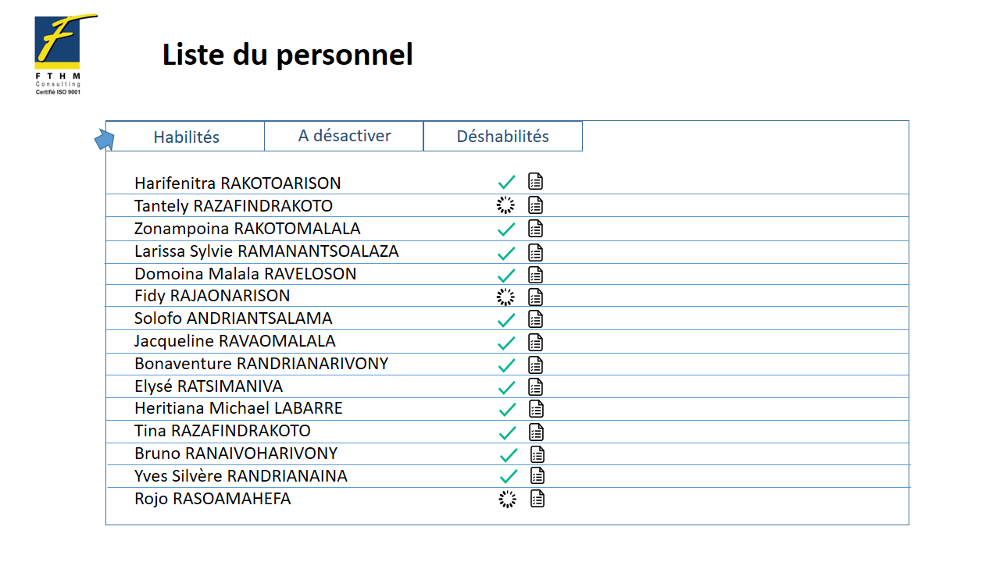 F T H M
Consulting
Certifié ISO 9001
Liste du personnel
Habilités
A désactiver
Déshabilités
Harifenitra RAKOTOARISON
Tantely RAZAFINDRAKOTO
Zonampoina RAKOTOMALALA
Larissa Sylvie RAMANANTSOALAZA
Domoina Malala RAVELOSON
Fidy RAJAONARISON
Solofo ANDRIANTSALAMA
Jacqueline RAVAOMALALA
Bonaventure RANDRIANARIVONY
Elysé RATSIMANIVA
Heritiana Michael LABARRE
Tina RAZAFINDRAKOTO
Bruno RANAIVOHARIVONY
Yves Silvère RANDRIANAINA
Rojo RASOAMAHEFA